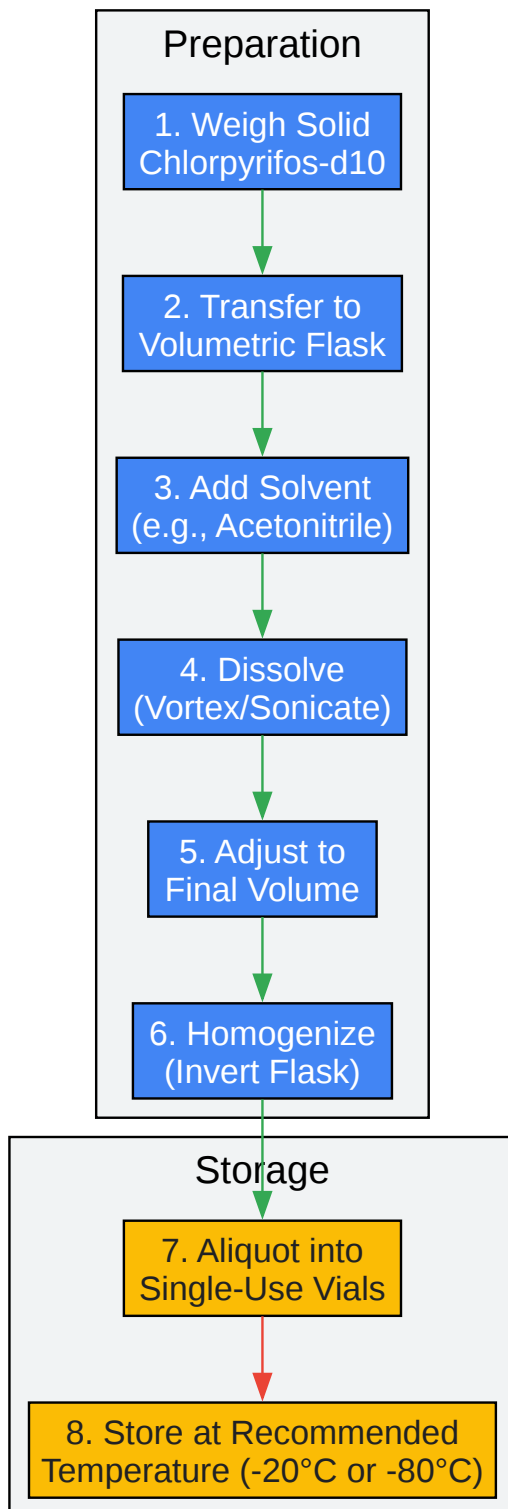 Preparation
1. Weigh Solid
Chlorpyrifos-d10
2. Transfer to
Volumetric Flask
3. Add Solvent
(e.g., Acetonitrile)
4. Dissolve
(Vortex/Sonicate)
5. Adjust to
Final Volume
6. Homogenize
(Invert Flask)
Storage
7. Aliquot into
Single-Use Vials
8. Store at Recommended
Temperature (-20°C or -80°C)